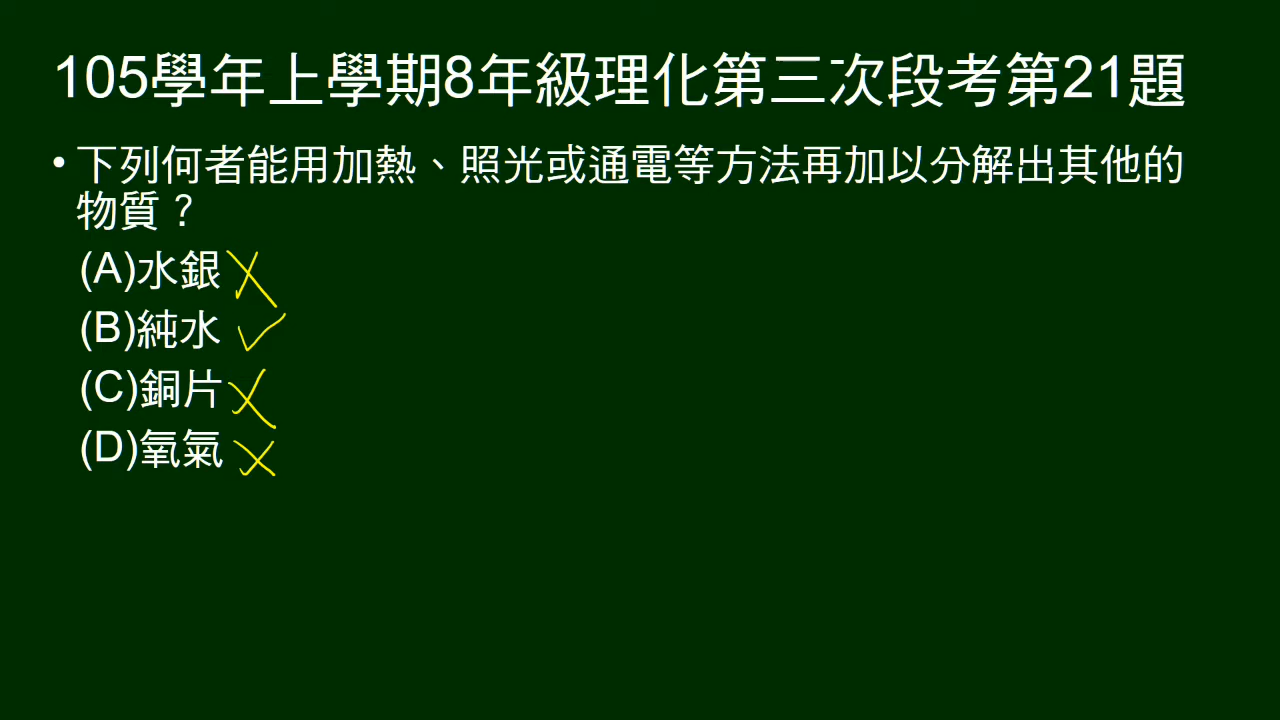 105學年上學期8年級理化第三次段考第21題
•下列何者能用加熱、照光或通電等方法再加以分解出其他的
物質？
(A)水銀
(B)純水
(C)銅片
(D)氧氣